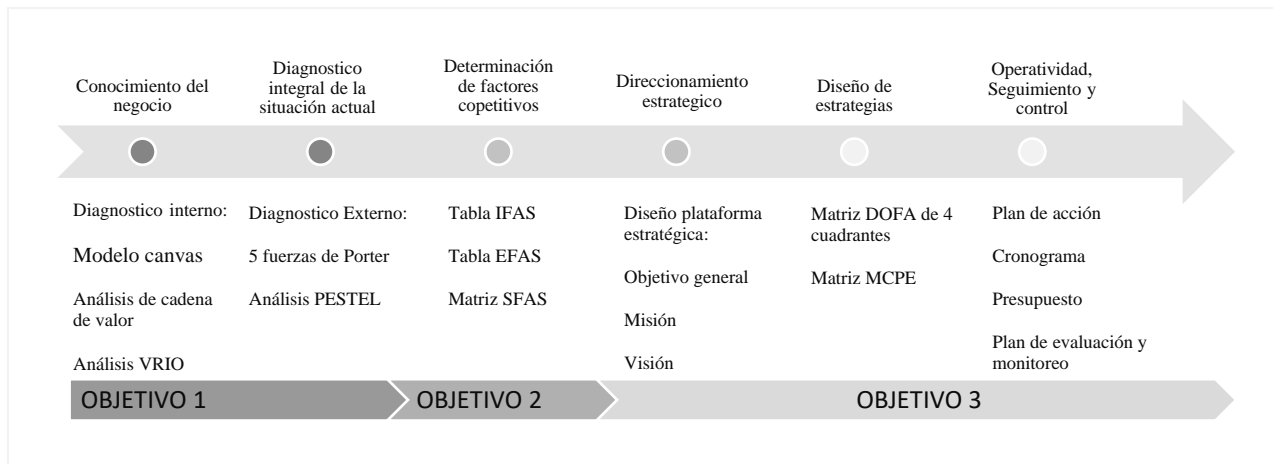 Conocimiento del
negocio
Diagnostico
integral de la
situación actual
Determinación
de factores
copetitivos
Direccionamiento
estrategico
Diseño de
estrategias
Operatividad,
Seguimiento y
control
Diagnostico interno:
Modelo canvas
Análisis de cadena
de valor
Análisis VRIO
Diagnostico Externo:
5 fuerzas de Porter
Análisis PESTEL
Tabla IFAS
Tabla EFAS
Matriz SFAS
Diseño plataforma
estratégica:
Objetivo general
Misión
Visión
Matriz DOFA de 4
cuadrantes
Matriz MCPE
Plan de acción
Cronograma
Presupuesto
Plan de evaluación y
monitoreo
OBJETIVO 1
OBJETIVO 2
OBJETIVO 3